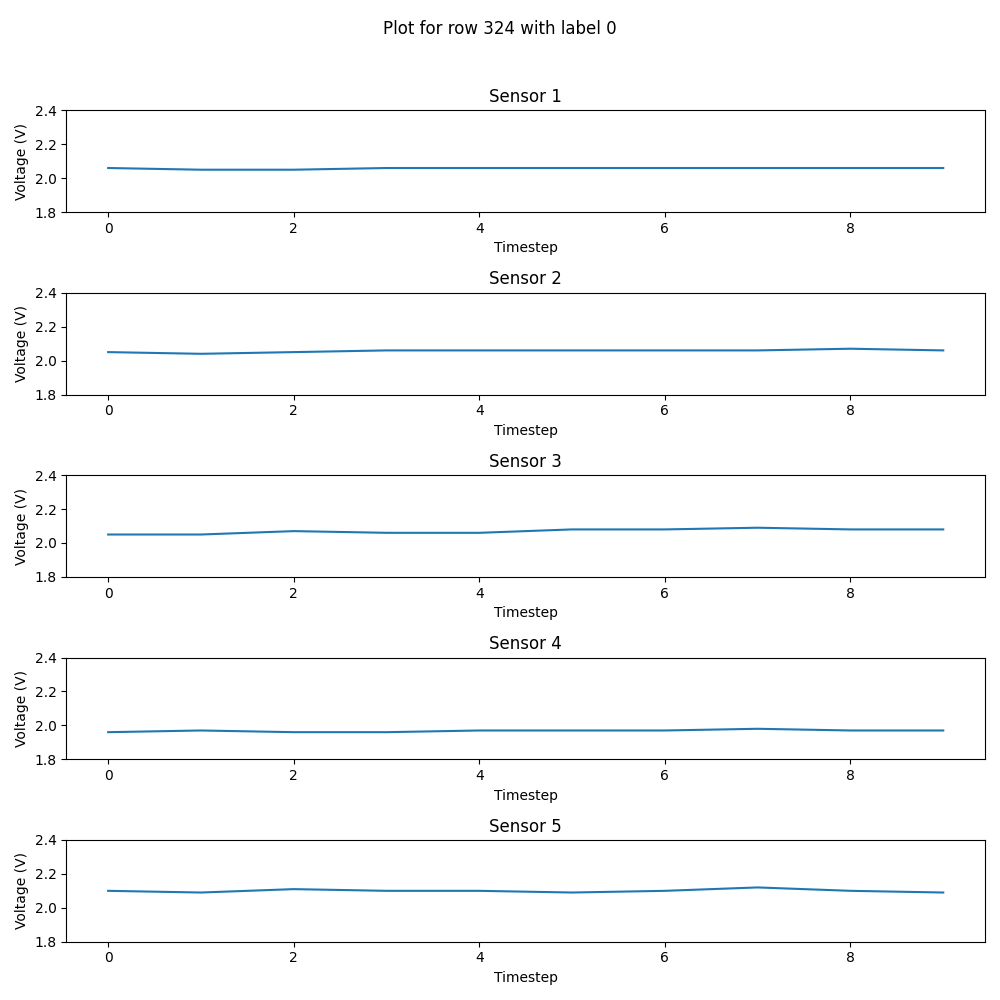 Plot for row 324 with label 0
Sensor 1
Voltage (V)
2.4
2.2
2.0
1.8
0 2 4 6 8
Timestep
Sensor 2
Voltage (V)
2.4
2.2
2.0
1.8
0 2 4 6 8
Timestep
Sensor 3
Voltage (V)
2.4
2.2
2.0
1.8
0 2 4 6 8
Timestep
Sensor 4
Voltage (V)
2.4
2.2
2.0
1.8
0 2 4 6 8
Timestep
Sensor 5
Voltage (V)
2.4
2.2
2.0
1.8
0 2 4 6 8
Timestep